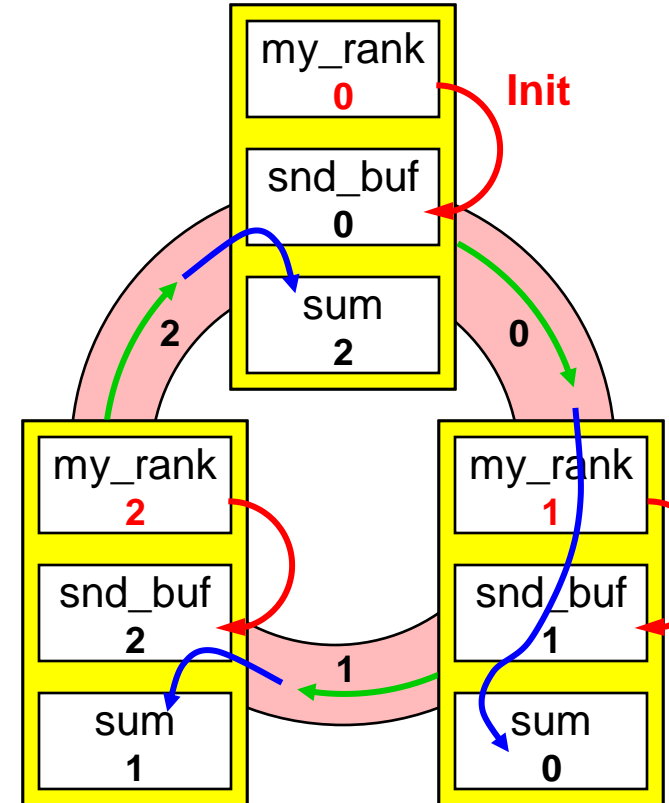 my_rank
0
Init
snd_buf
0
sum
2
2
0
my_rank
2
snd_buf
2
sum
1
1
my_rank
1
snd_buf
1
sum
0